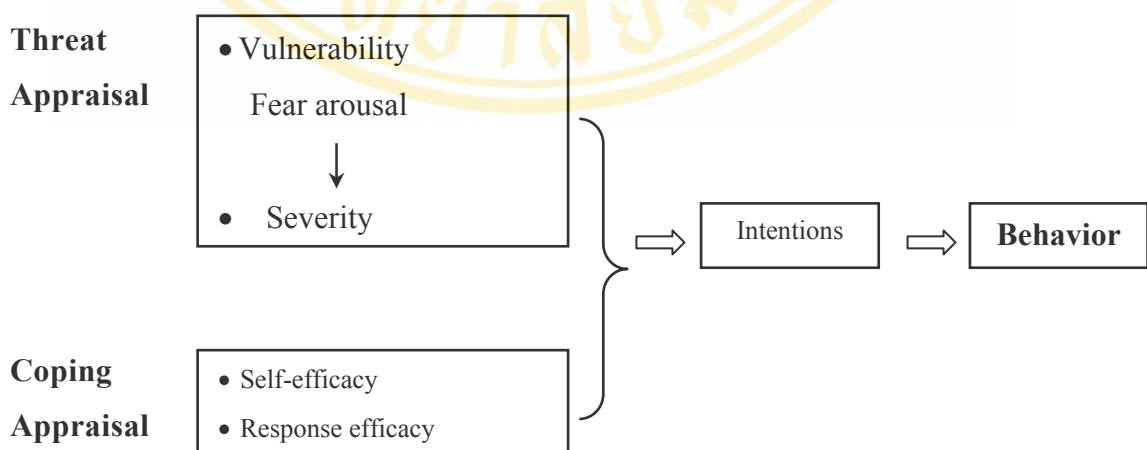 Threat
Appraisal
• Vulnerability
Fear arousal
• Severity
Intentions
Behavior
Coping
Appraisal
• Self-efficacy
• Response efficacy